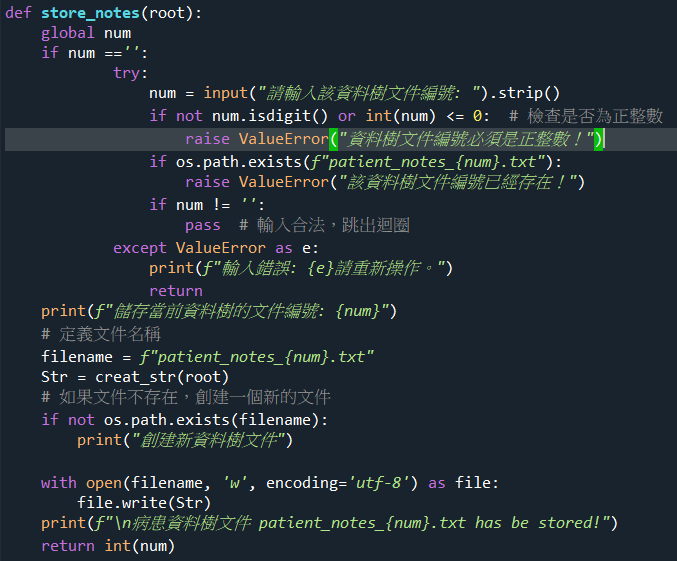 def store_notes(root):
    global num
    if num =='':
            try:
                num = input("請輸入該資料樹文件編號: ").strip()
                if not num.isdigit() or int(num) <= 0:  # 檢查是否為正整數
                    raise ValueError("資料樹文件編號必須是正整數！")
                if os.path.exists(f"patient_notes_{num}.txt"):
                    raise ValueError("該資料樹文件編號已經存在！")
                if num != '':
                    pass  # 輸入合法，跳出迴圈
            except ValueError as e:
                print(f"輸入錯誤: {e}請重新操作。")
                return
    print(f"儲存當前資料樹的文件編號: {num}")
    # 定義文件名稱
    filename = f"patient_notes_{num}.txt"
    Str = creat_str(root)
    # 如果文件不存在，創建一個新的文件
    if not os.path.exists(filename):
        print("創建新資料樹文件")

    with open(filename, 'w', encoding='utf-8') as file:
        file.write(Str)
    print(f"\n病患資料樹文件 patient_notes_{num}.txt has be stored!")
    return int(num)